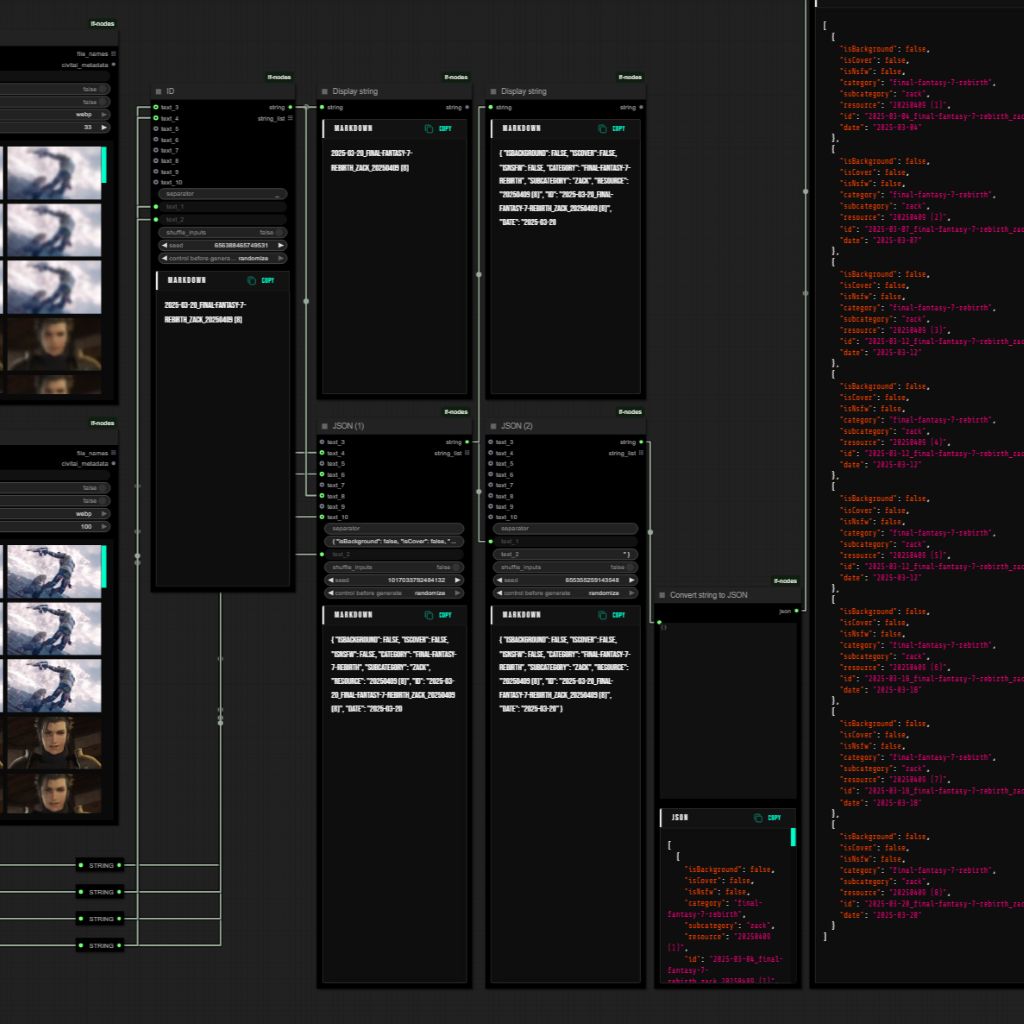 lf-nodes
file_names
civitai_metadata
false
false
webp
33
lf-nodes
file_names
civitai_metadata
false
false
webp
100
STRING
STRING
STRING
STRING
lf-nodes
ID
text_3 string
text_4 string_list
text_5
text_6
text_7
text_8
text_9
text_10
separator _
text_1
text_2
shuffle_inputs false
seed 656388465749531
control before genera... randomize
MARKDOWN COPY
2025-03-20_FINAL-FANTASY-7-
REBIRTH_ZACK_20250409 [8]
lf-nodes
Display string
string string
MARKDOWN COPY
2025-03-20_FINAL-FANTASY-7-
REBIRTH_ZACK_20250409 [8]
lf-nodes
Display string
string string
MARKDOWN COPY
{ "ISBACKGROUND": FALSE, "ISCOVER": FALSE,
"ISNSFW": FALSE, "CATEGORY": "FINAL-FANTASY-7-
REBIRTH", "SUBCATEGORY": "ZACK", "RESOURCE":
"20250409 [8]", "ID": "2025-03-20_FINAL-
FANTASY-7-REBIRTH_ZACK_20250409 [8]",
"DATE": "2025-03-20
lf-nodes
JSON (1)
text_3 string
text_4 string_list
text_5
text_6
text_7
text_8
text_9
text_10
separator
{ "isBackground": false, "isCover": false, "...
text_2
shuffle_inputs false
seed 1017033792484132
control before generate randomize
MARKDOWN COPY
{ "ISBACKGROUND": FALSE, "ISCOVER": FALSE,
"ISNSFW": FALSE, "CATEGORY": "FINAL-FANTASY-
7-REBIRTH", "SUBCATEGORY": "ZACK",
"RESOURCE": "20250409 [8]", "ID": "2025-03-
20_FINAL-FANTASY-7-REBIRTH_ZACK_20250409
[8]", "DATE": "2025-03-20
lf-nodes
JSON (2)
text_3 string
text_4 string_list
text_5
text_6
text_7
text_8
text_9
text_10
separator
text_1
text_2 " }
shuffle_inputs false
seed 655355259143548
control before generate randomize
MARKDOWN COPY
{ "ISBACKGROUND": FALSE, "ISCOVER": FALSE,
"ISNSFW": FALSE, "CATEGORY": "FINAL-FANTASY-7-
REBIRTH", "SUBCATEGORY": "ZACK", "RESOURCE":
"20250409 [8]", "ID": "2025-03-20_FINAL-
FANTASY-7-REBIRTH_ZACK_20250409 [8]",
"DATE": "2025-03-20" }
lf-nodes
Convert string to JSON
json
{}
JSON COPY
[
[
"isBackground": false,
"isCover": false,
"isNsfw": false,
"category": "final-
fantasy-7-rebirth",
"subcategory": "zack",
"resource": "20250409
[1]",
"id": "2025-03-04_final-
fantasy-7-
rebirth_zack_20250409 [1]",
[
[
"isBackground": false,
"isCover": false,
"isNsfw": false,
"category": "final-fantasy-7-rebirth",
"subcategory": "zack",
"resource": "20250409 [1]",
"id": "2025-03-04_final-fantasy-7-rebirth_zac
"date": "2025-03-04"
},
[
"isBackground": false,
"isCover": false,
"isNsfw": false,
"category": "final-fantasy-7-rebirth",
"subcategory": "zack",
"resource": "20250409 [2]",
"id": "2025-03-07_final-fantasy-7-rebirth_zac
"date": "2025-03-07"
},
[
"isBackground": false,
"isCover": false,
"isNsfw": false,
"category": "final-fantasy-7-rebirth",
"subcategory": "zack",
"resource": "20250409 [3]",
"id": "2025-03-12_final-fantasy-7-rebirth_zac
"date": "2025-03-12"
},
[
"isBackground": false,
"isCover": false,
"isNsfw": false,
"category": "final-fantasy-7-rebirth",
"subcategory": "zack",
"resource": "20250409 [4]",
"id": "2025-03-12_final-fantasy-7-rebirth_zac
"date": "2025-03-12"
},
[
"isBackground": false,
"isCover": false,
"isNsfw": false,
"category": "final-fantasy-7-rebirth",
"subcategory": "zack",
"resource": "20250409 [5]",
"id": "2025-03-12_final-fantasy-7-rebirth_zac
"date": "2025-03-12"
},
[
"isBackground": false,
"isCover": false,
"isNsfw": false,
"category": "final-fantasy-7-rebirth",
"subcategory": "zack",
"resource": "20250409 [6]",
"id": "2025-03-18_final-fantasy-7-rebirth_zac
"date": "2025-03-18"
},
[
"isBackground": false,
"isCover": false,
"isNsfw": false,
"category": "final-fantasy-7-rebirth",
"subcategory": "zack",
"resource": "20250409 [7]",
"id": "2025-03-18_final-fantasy-7-rebirth_zac
"date": "2025-03-18"
},
[
"isBackground": false,
"isCover": false,
"isNsfw": false,
"category": "final-fantasy-7-rebirth",
"subcategory": "zack",
"resource": "20250409 [8]",
"id": "2025-03-20_final-fantasy-7-rebirth_zac
"date": "2025-03-20"
}
]